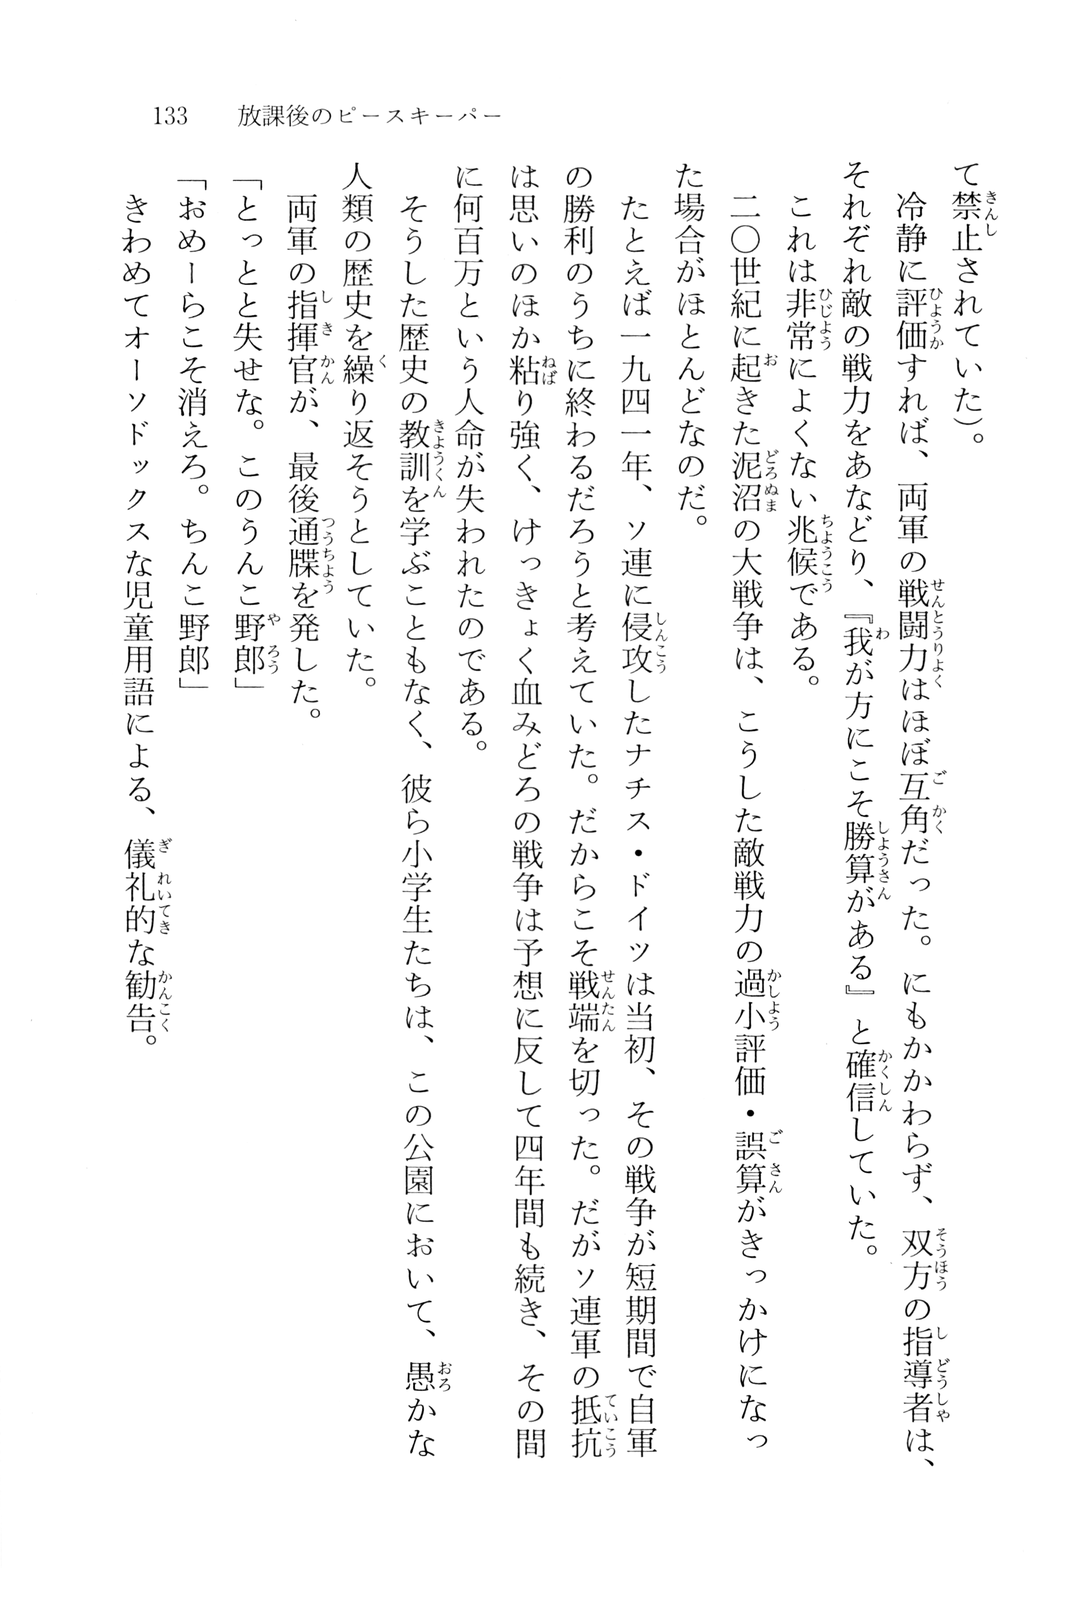 133　放課後のピースキーパー
て禁止されていた）。
冷静に評価すれば、両軍の戦闘力はほぼ互角だった。にもかかわらず、双方の指導者は、
それぞれ敵の戦力をあなどり、『我が方にこそ勝算がある』と確信していた。
これは非常によくない兆候である。
二〇世紀に起きた泥沼の大戦争は、こうした敵戦力の過小評価・誤算がきっかけになっ
た場合がほとんどなのだ。
たとえば一九四一年、ソ連に侵攻したナチス・ドイツは当初、その戦争が短期間で自軍
の勝利のうちに終わるだろうと考えていた。だからこそ戦端を切った。だがソ連軍の抵抗
は思いのほか粘り強く、けっきょく血みどろの戦争は予想に反して四年間も続き、その間
に何百万という人命が失われたのである。
そうした歴史の教訓を学ぶこともなく、彼ら小学生たちは、この公園において、愚かな
人類の歴史を繰り返そうとしていた。
両軍の指揮官が、最後通牒を発した。
「とっとと失せな。このうんこ野郎」
「おめーらこそ消えろ。ちんこ野郎」
きわめてオーソドックスな児童用語による、儀礼的な勧告。